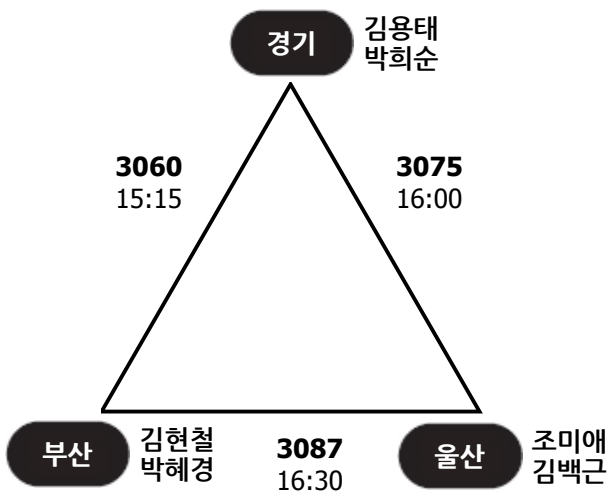 경기
김용태
박희순
3060
15:15
3075
16:00
부산
김현철
박혜경
3087
16:30
울산
조미애
김백근